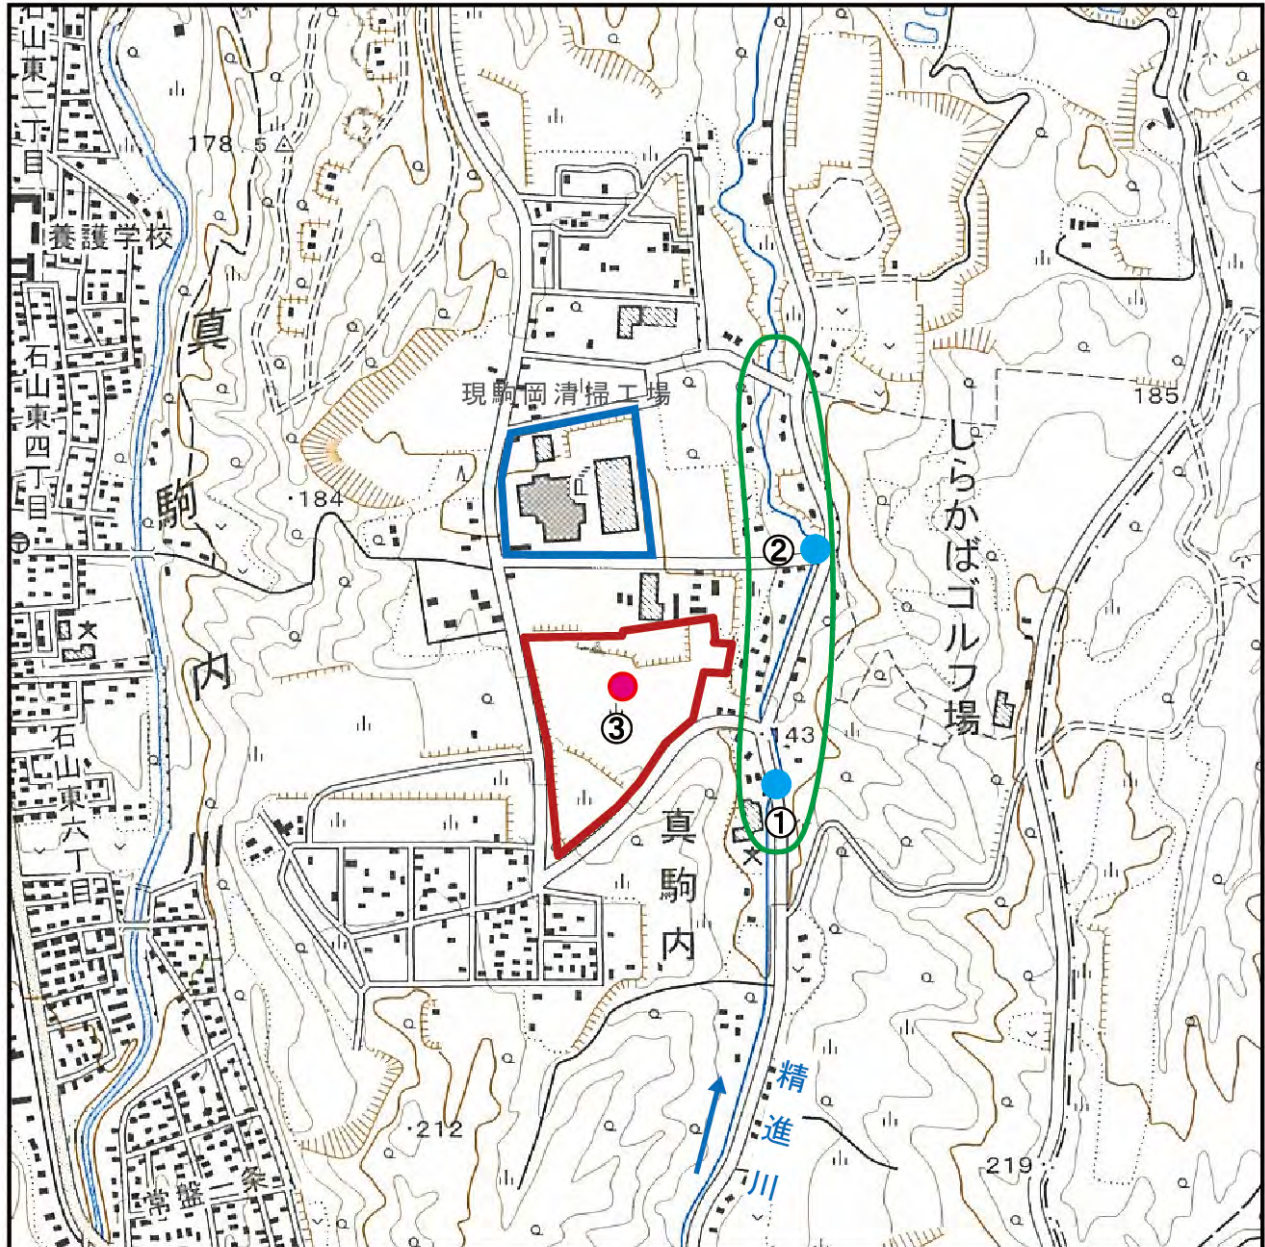 石山東二丁目
178.5
養護学校
石山東四丁目
真駒内川
現駒岡清掃工場
185
しらかばゴルフ場
184
②
③
143
①
石山東六丁目
真駒内
212
精進川
219
常盤一条